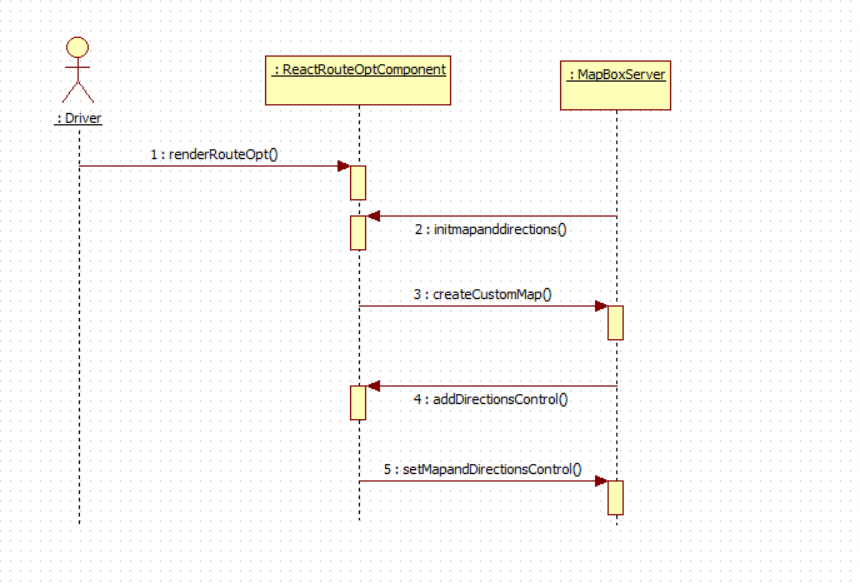 : ReactRouteOptComponent
: MapBoxServer
: Driver
1 : renderRouteOpt()
2 : initmapanddirections()
3 : createCustomMap()
4 : addDirectionsControl()
5 : setMapandDirectionsControl()